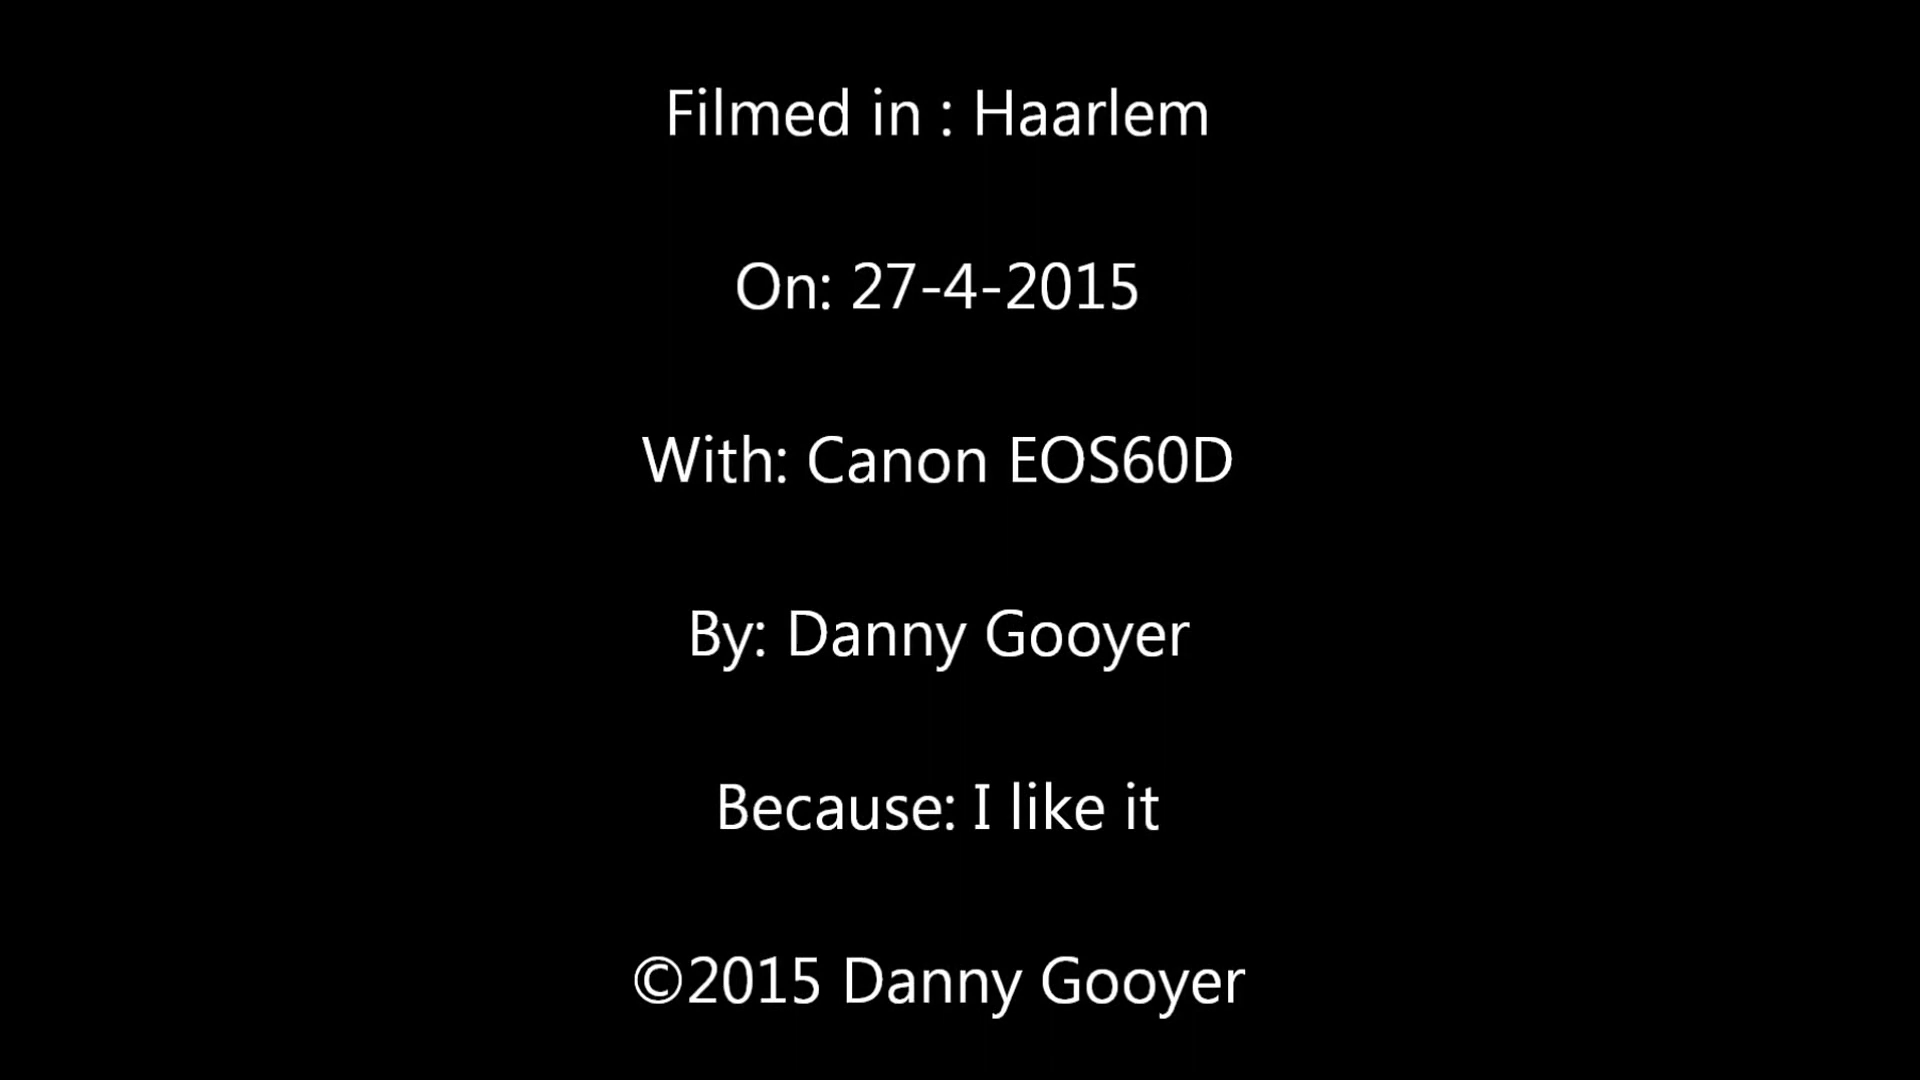 Filmed in : Haarlem
On: 27-4-2015
With: Canon EOS60D
By: Danny Gooyer
Because: I like it
©2015 Danny Gooyer